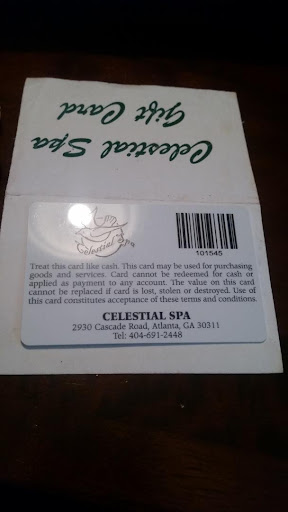 Celestial Spa
Gift Card
Celestial Spa
101545
Treat this card like cash. This card may be used for purchasing
goods and services. Card cannot be redeemed for cash or
applied as payment to any account. The value on this card
cannot be replaced if card is lost, stolen or destroyed. Use of
this card constitutes acceptance of these terms and conditions.
CELESTIAL SPA
2930 Cascade Road, Atlanta, GA 30311
Tel: 404-691-2448